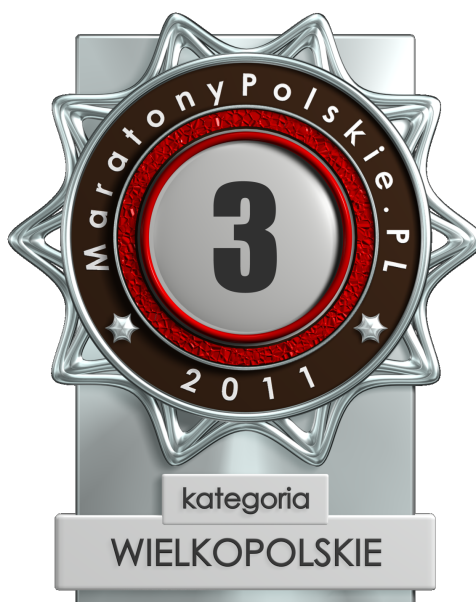 MaratonyPolskie.PL
3
2011
kategoria
WIELKOPOLSKIE